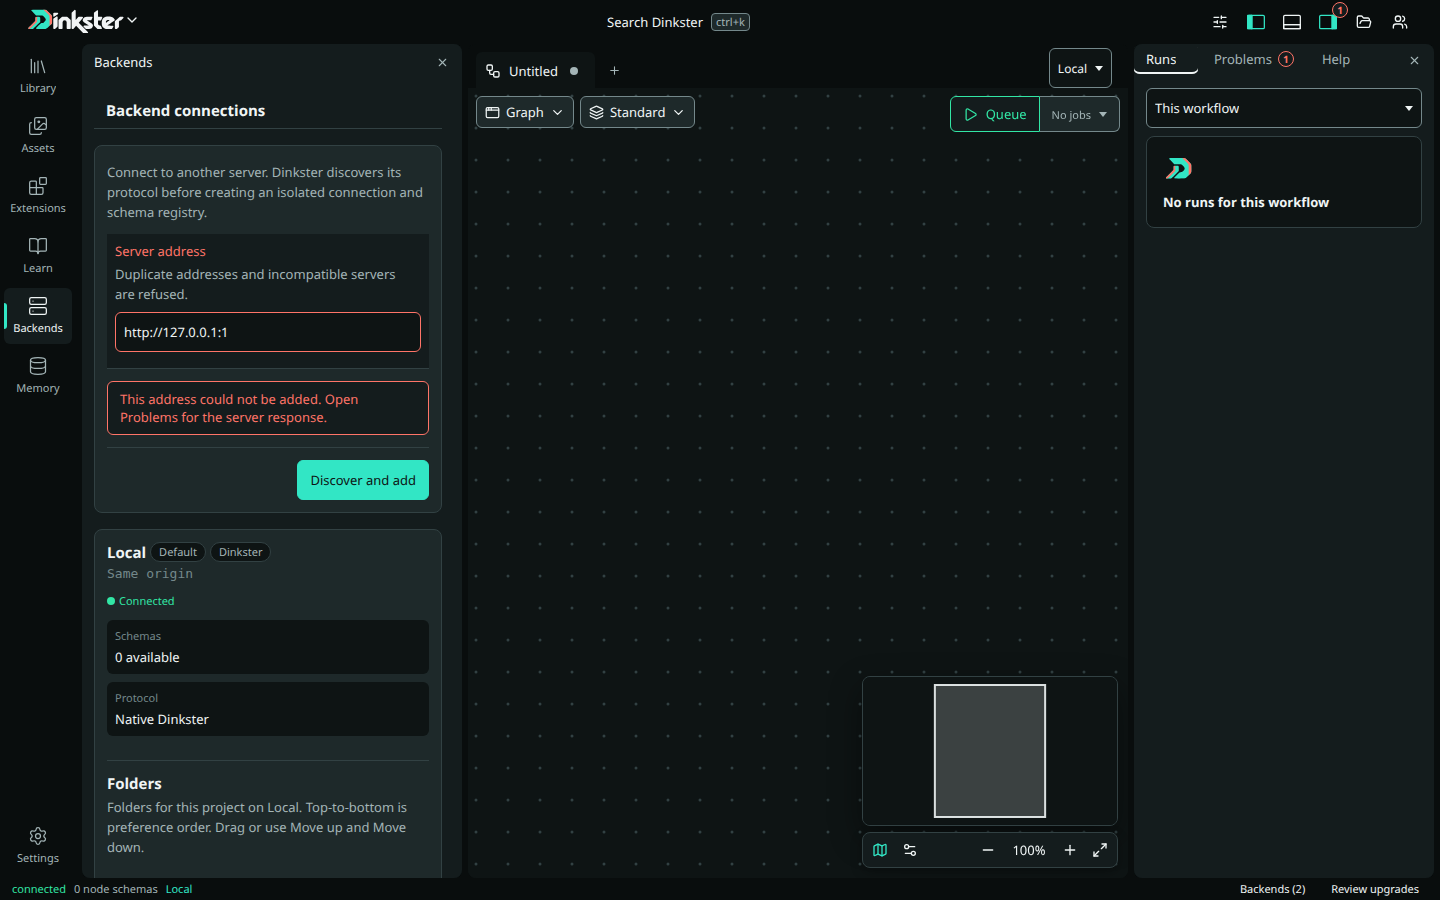 Dinkster
Search Dinkster ctrl+k
1
Library
Assets
Extensions
Learn
Backends
Memory
Settings
Backends
Backend connections
Connect to another server. Dinkster discovers its
protocol before creating an isolated connection and
schema registry.
Server address
Duplicate addresses and incompatible servers
are refused.
http://127.0.0.1:1
This address could not be added. Open
Problems for the server response.
Discover and add
Local Default Dinkster
Same origin
Connected
Schemas
0 available
Protocol
Native Dinkster
Folders
Folders for this project on Local. Top-to-bottom is
preference order. Drag or use Move up and Move
down.
Untitled
Local
Graph Standard
Queue No jobs
100%
Runs Problems 1 Help
This workflow
No runs for this workflow
connected 0 node schemas Local
Backends (2) Review upgrades